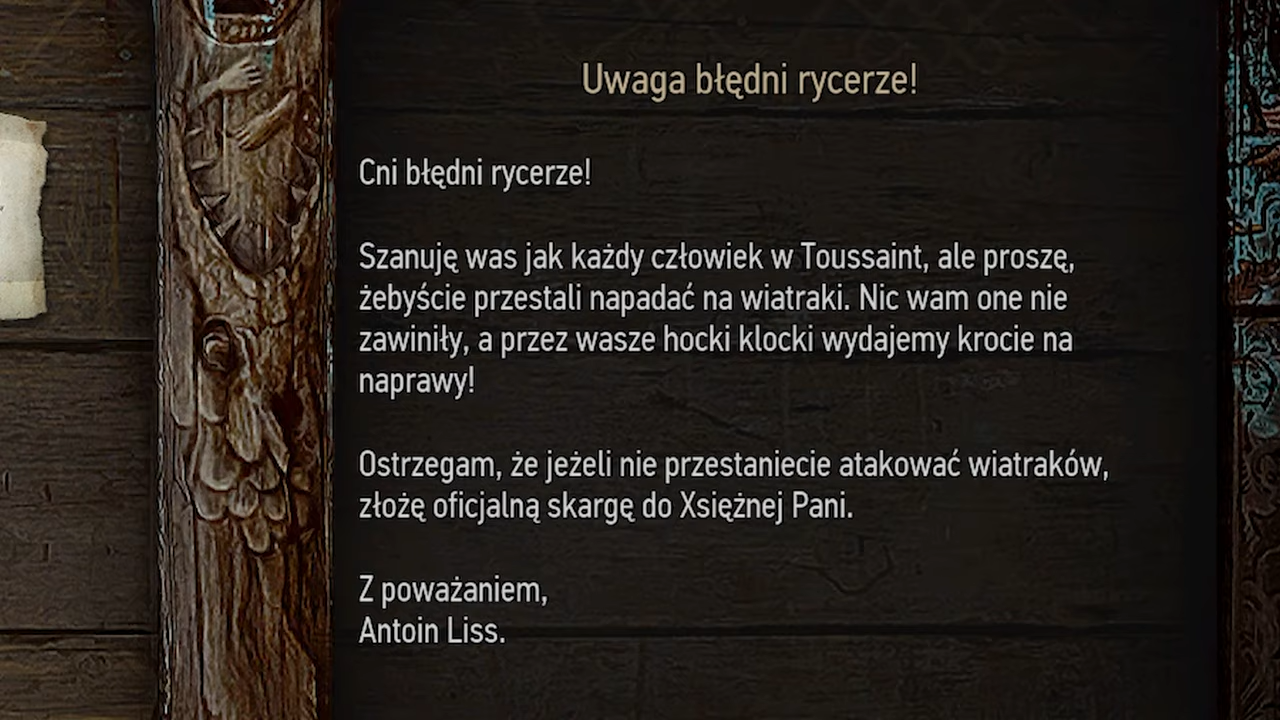 Uwaga błędni rycerze!
Cni błędni rycerze!
Szanuję was jak każdy człowiek w Toussaint, ale proszę,
żebyście przestali napadać na wiatraki. Nic wam one nie
zawiniły, a przez wasze hocki klocki wydajemy krocie na
naprawy!
Ostrzegam, że jeżeli nie przestaniecie atakować wiatraków,
złożę oficjalną skargę do Xsiężnej Pani.
Z poważaniem,
Antoin Liss.